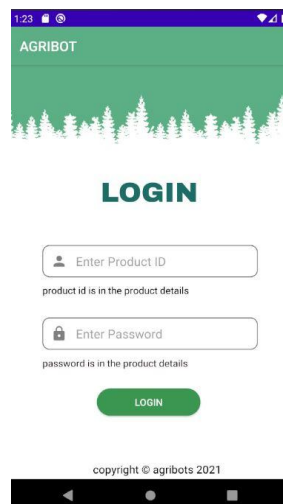 1:23
AGRIBOT
LOGIN
Enter Product ID
product id is in the product details
Enter Password
password is in the product details
LOGIN
copyright © agribots 2021